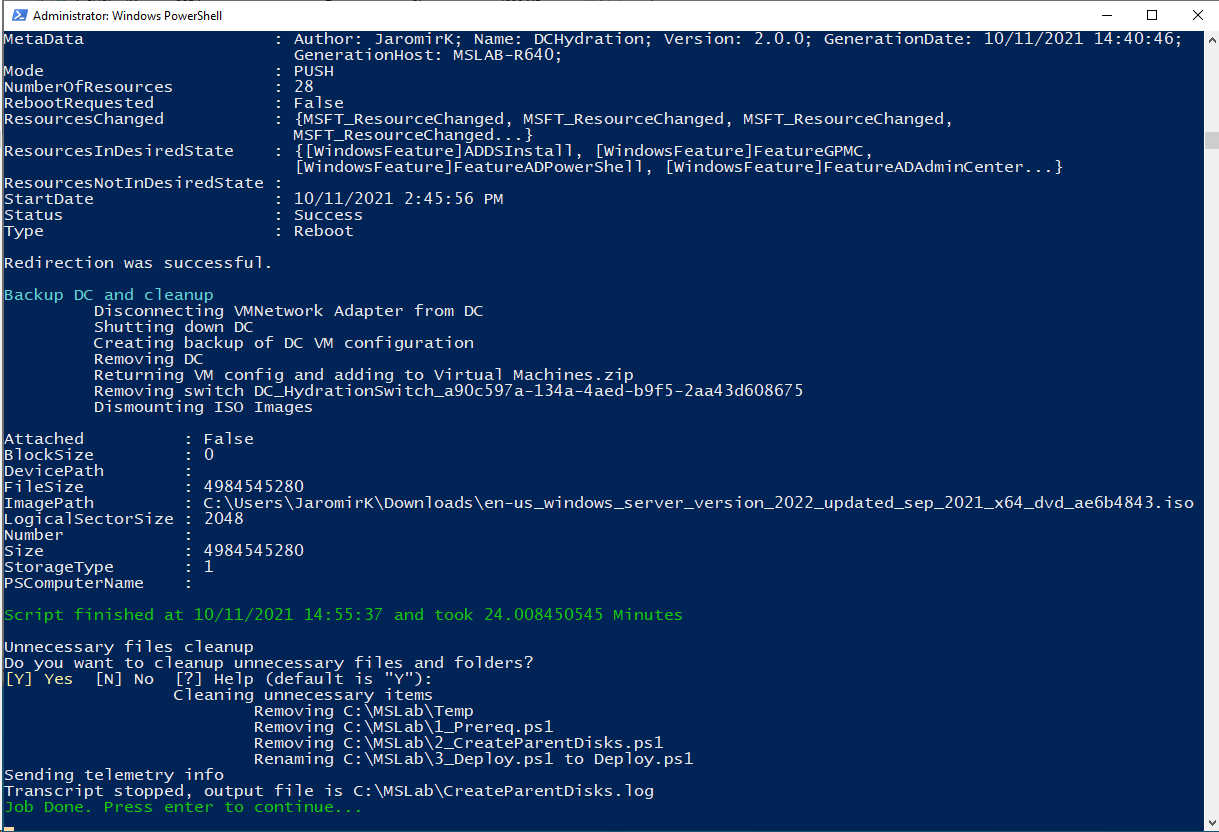 Administrator: Windows PowerShell
MetaData : Author: JaromirK; Name: DCHydration; Version: 2.0.0; GenerationDate: 10/11/2021 14:40:46;
GenerationHost: MSLAB-R640;
Mode : PUSH
NumberOfResources : 28
RebootRequested : False
ResourcesChanged : {MSFT_ResourceChanged, MSFT_ResourceChanged, MSFT_ResourceChanged,
MSFT_ResourceChanged...}
ResourcesInDesiredState : {[WindowsFeature]ADDSInstall, [WindowsFeature]FeatureGPMC,
[WindowsFeature]FeatureADPowerShell, [WindowsFeature]FeatureADAdminCenter...}
ResourcesNotInDesiredState :
StartDate : 10/11/2021 2:45:56 PM
Status : Success
Type : Reboot
Redirection was successful.
Backup DC and cleanup
Disconnecting VMNetwork Adapter from DC
Shutting down DC
Creating backup of DC VM configuration
Removing DC
Returning VM config and adding to Virtual Machines.zip
Removing switch DC_HydrationSwitch_a90c597a-134a-4aed-b9f5-2aa43d608675
Dismounting ISO Images
Attached : False
BlockSize : 0
DevicePath :
FileSize : 4984545280
ImagePath : C:\Users\JaromirK\Downloads\en-us_windows_server_version_2022_updated_sep_2021_x64_dvd_ae6b4843.iso
LogicalSectorSize : 2048
Number :
Size : 4984545280
StorageType : 1
PSComputerName :
Script finished at 10/11/2021 14:55:37 and took 24.008450545 Minutes
Unnecessary files cleanup
Do you want to cleanup unnecessary files and folders?
[Y] Yes [N] No [?] Help (default is "Y"):
Cleaning unnecessary items
Removing C:\MSLab\Temp
Removing C:\MSLab\1_Prereq.ps1
Removing C:\MSLab\2_CreateParentDisks.ps1
Renaming C:\MSLab\3_Deploy.ps1 to Deploy.ps1
Sending telemetry info
Transcript stopped, output file is C:\MSLab\CreateParentDisks.log
Job Done. Press enter to continue...